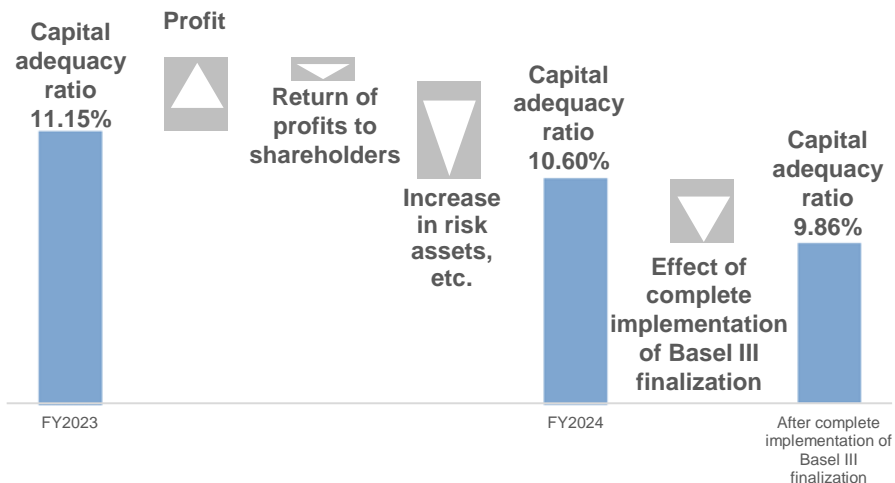 Capital
adequacy
ratio
11.15%
Profit
Return of
profits to
shareholders
Increase
in risk
assets,
etc.
Capital
adequacy
ratio
10.60%
Effect of
complete
implementation
of Basel III
finalization
Capital
adequacy
ratio
9.86%
FY2023
FY2024
After complete
implementation of
Basel III
finalization